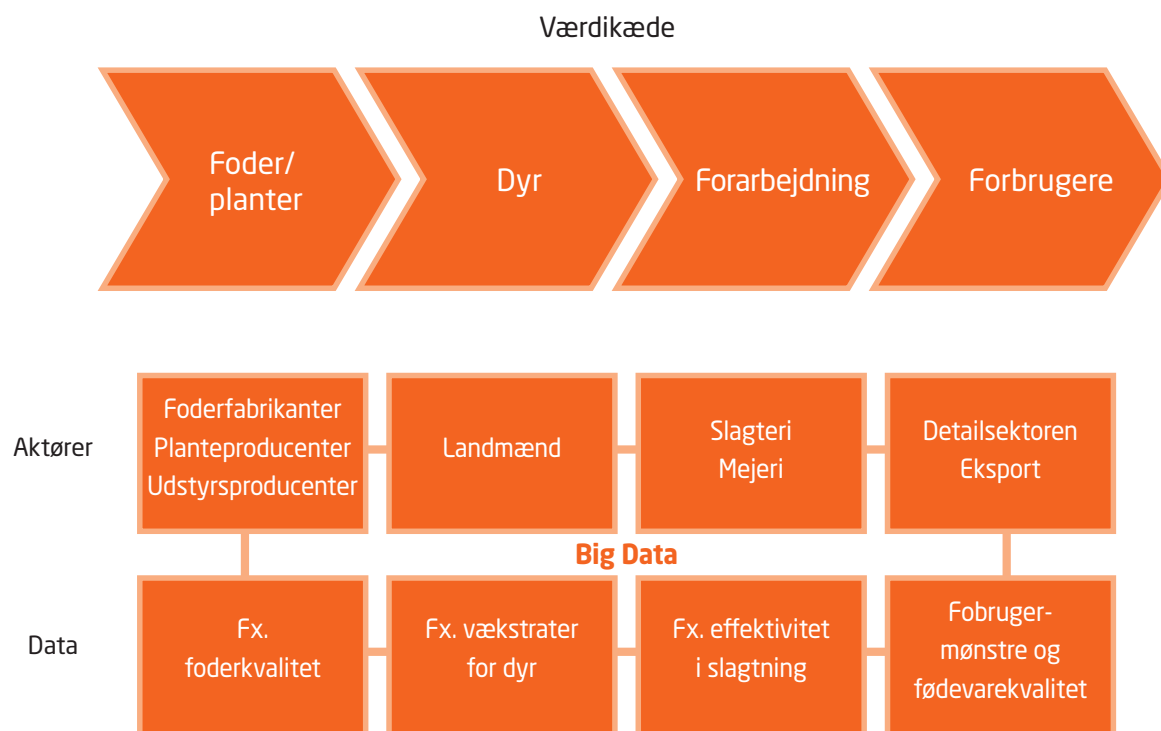 Værdikæde
Foder/
planter
Dyr
Forarbejdning
Forbrugere
Aktører
Foderfabrikanter
Planteproducenter
Udstyrsproducenter
Landmænd
Slagteri
Mejeri
Detailsektoren
Eksport
Big Data
Data
Fx.
foderkvalitet
Fx. vækstrater
for dyr
Fx. effektivitet
i slagtning
Fobruger-
mønstre og
fødevarekvalitet